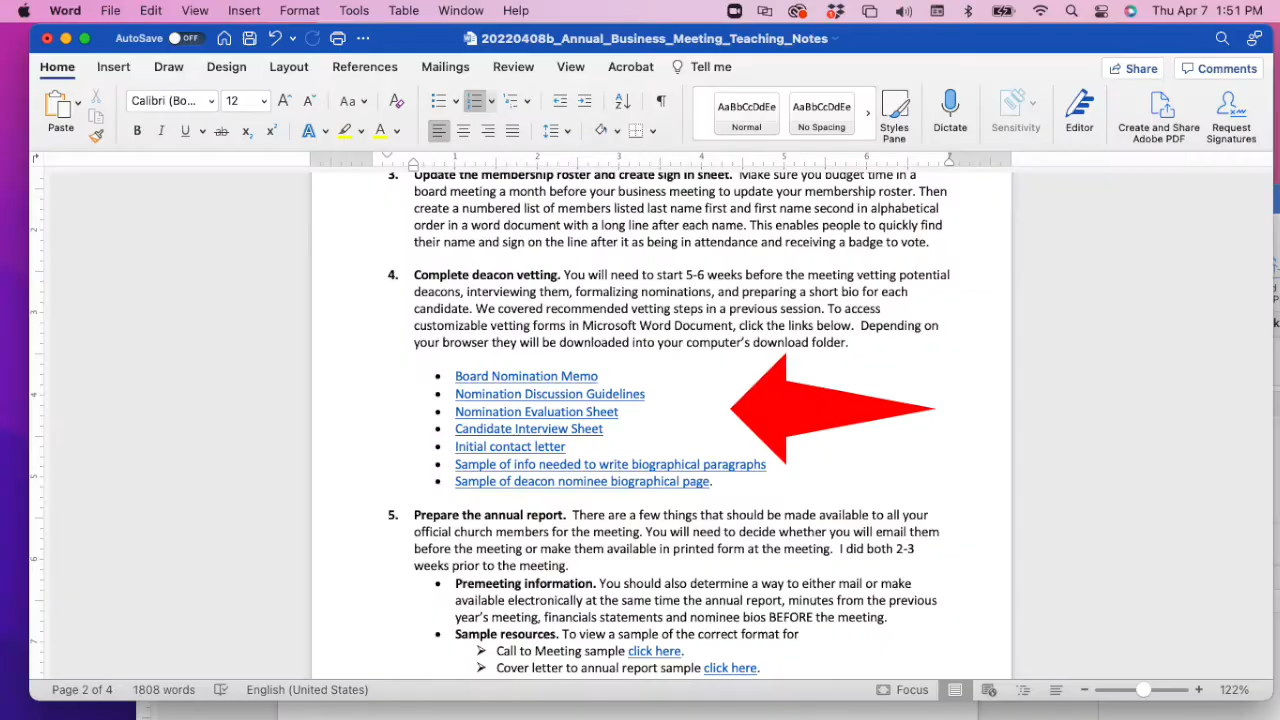 Word File Edit View Insert Format Tools Table Window Help Thu Apr 7 1:51 PM
AutoSave OFF 20220408b_Annual_Business_Meeting_Teaching_Notes
Home Insert Draw Design Layout References Mailings Review View Acrobat Tell me Share Comments
Paste Calibri (Bo... 12 AaBbCcDdEe Normal AaBbCcDdEe No Spacing Styles Pane Dictate Sensitivity Editor Create and Share Adobe PDF Request Signatures
1 2 3 4 5 6 7
3. Update the membership roster and create sign in sheet. Make sure you budget time in a
board meeting a month before your business meeting to update your membership roster. Then
create a numbered list of members listed last name first and first name second in alphabetical
order in a word document with a long line after each name. This enables people to quickly find
their name and sign on the line after it as being in attendance and receiving a badge to vote.
4. Complete deacon vetting. You will need to start 5-6 weeks before the meeting vetting potential
deacons, interviewing them, formalizing nominations, and preparing a short bio for each
candidate. We covered recommended vetting steps in a previous session. To access
customizable vetting forms in Microsoft Word Document, click the links below. Depending on
your browser they will be downloaded into your computer's download folder.
• Board Nomination Memo
• Nomination Discussion Guidelines
• Nomination Evaluation Sheet
• Candidate Interview Sheet
• Initial contact letter
• Sample of info needed to write biographical paragraphs
• Sample of deacon nominee biographical page.
5. Prepare the annual report. There are a few things that should be made available to all your
official church members for the meeting. You will need to decide whether you will email them
before the meeting or make them available in printed form at the meeting. I did both 2-3
weeks prior to the meeting.
• Premeeting information. You should also determine a way to either mail or make
available electronically at the same time the annual report, minutes from the previous
year's meeting, financials statements and nominee bios BEFORE the meeting.
• Sample resources. To view a sample of the correct format for
➢ Call to Meeting sample click here.
➢ Cover letter to annual report sample click here.
Page 2 of 4 1808 words English (United States) Focus 122%